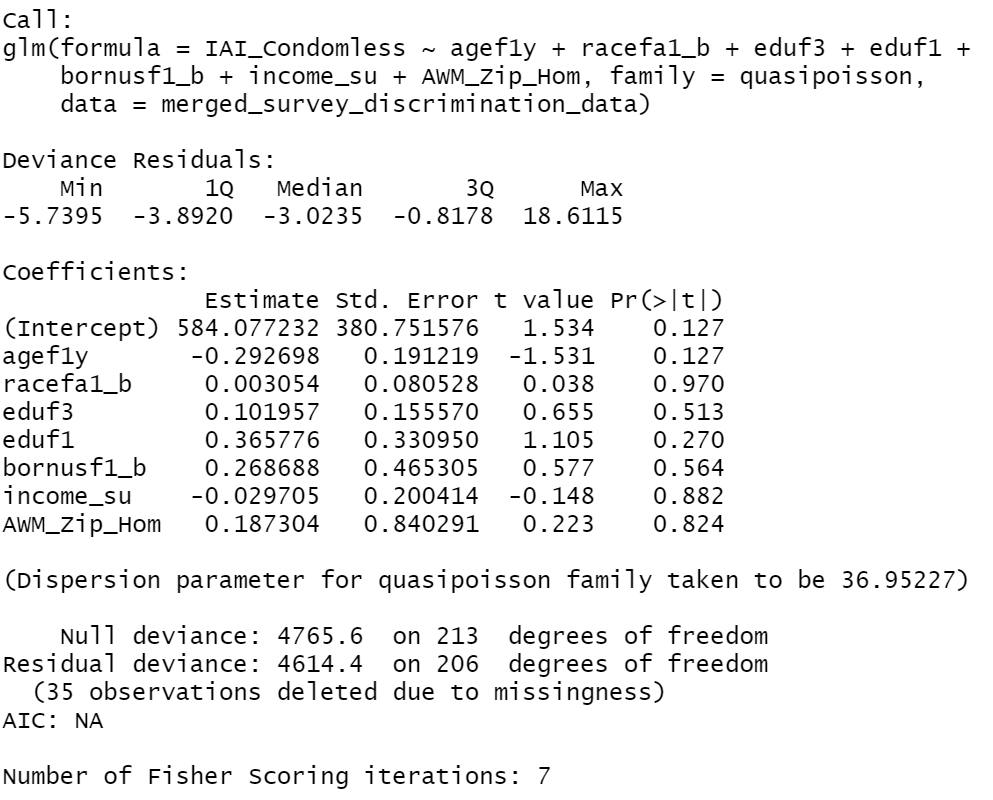 Call:
glm(formula = IAI_Condomless ~ agef1y + racefa1_b + eduf3 + eduf1 +
    bornusf1_b + income_su + AWM_Zip_Hom, family = quasipoisson,
    data = merged_survey_discrimination_data)

Deviance Residuals:
    Min       1Q   Median       3Q      Max
-5.7395  -3.8920  -3.0235  -0.8178  18.6115

Coefficients:
              Estimate Std. Error t value Pr(>|t|)
(Intercept) 584.077232 380.751576   1.534    0.127
agef1y       -0.292698   0.191219  -1.531    0.127
racefa1_b     0.003054   0.080528   0.038    0.970
eduf3         0.101957   0.155570   0.655    0.513
eduf1         0.365776   0.330950   1.105    0.270
bornusf1_b    0.268688   0.465305   0.577    0.564
income_su    -0.029705   0.200414  -0.148    0.882
AWM_Zip_Hom   0.187304   0.840291   0.223    0.824

(Dispersion parameter for quasipoisson family taken to be 36.95227)

    Null deviance: 4765.6  on 213  degrees of freedom
Residual deviance: 4614.4  on 206  degrees of freedom
  (35 observations deleted due to missingness)
AIC: NA

Number of Fisher Scoring iterations: 7